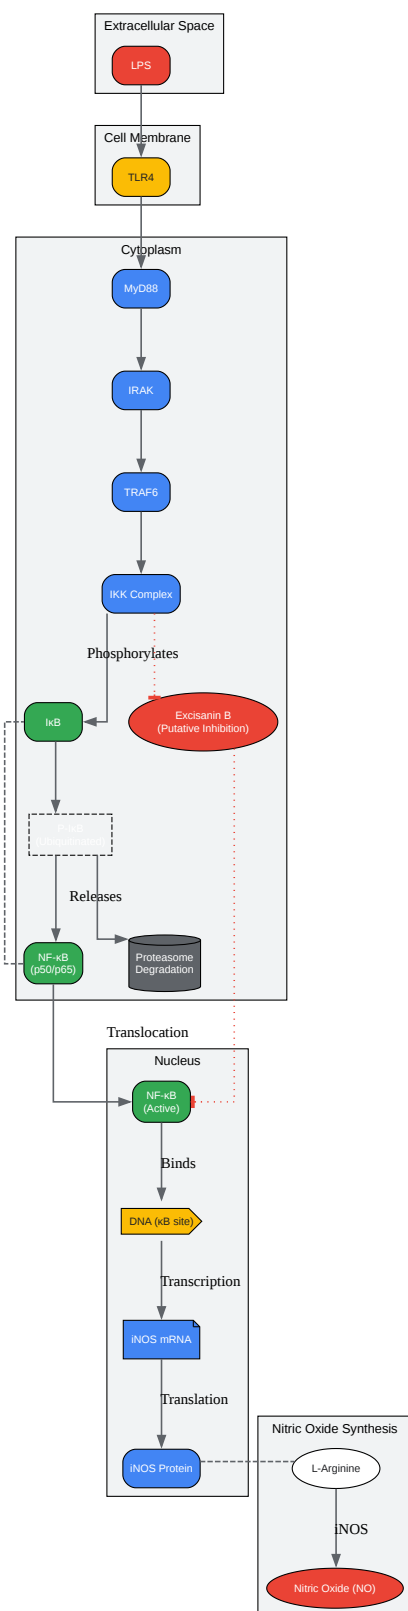 Extracellular Space
LPS
Cell Membrane
TLR4
Cytoplasm
MyD88
IRAK
TRAF6
IKK Complex
Phosphorylates
IκB
Excisanin B
(Putative Inhibition)
Releases
NF-κB
(p50/p65)
Proteasome
Degradation
Translocation
Nucleus
NF-κB
(Active)
Binds
DNA (κB site)
Transcription
iNOS mRNA
Translation
iNOS Protein
Nitric Oxide Synthesis
L-Arginine
iNOS
Nitric Oxide (NO)